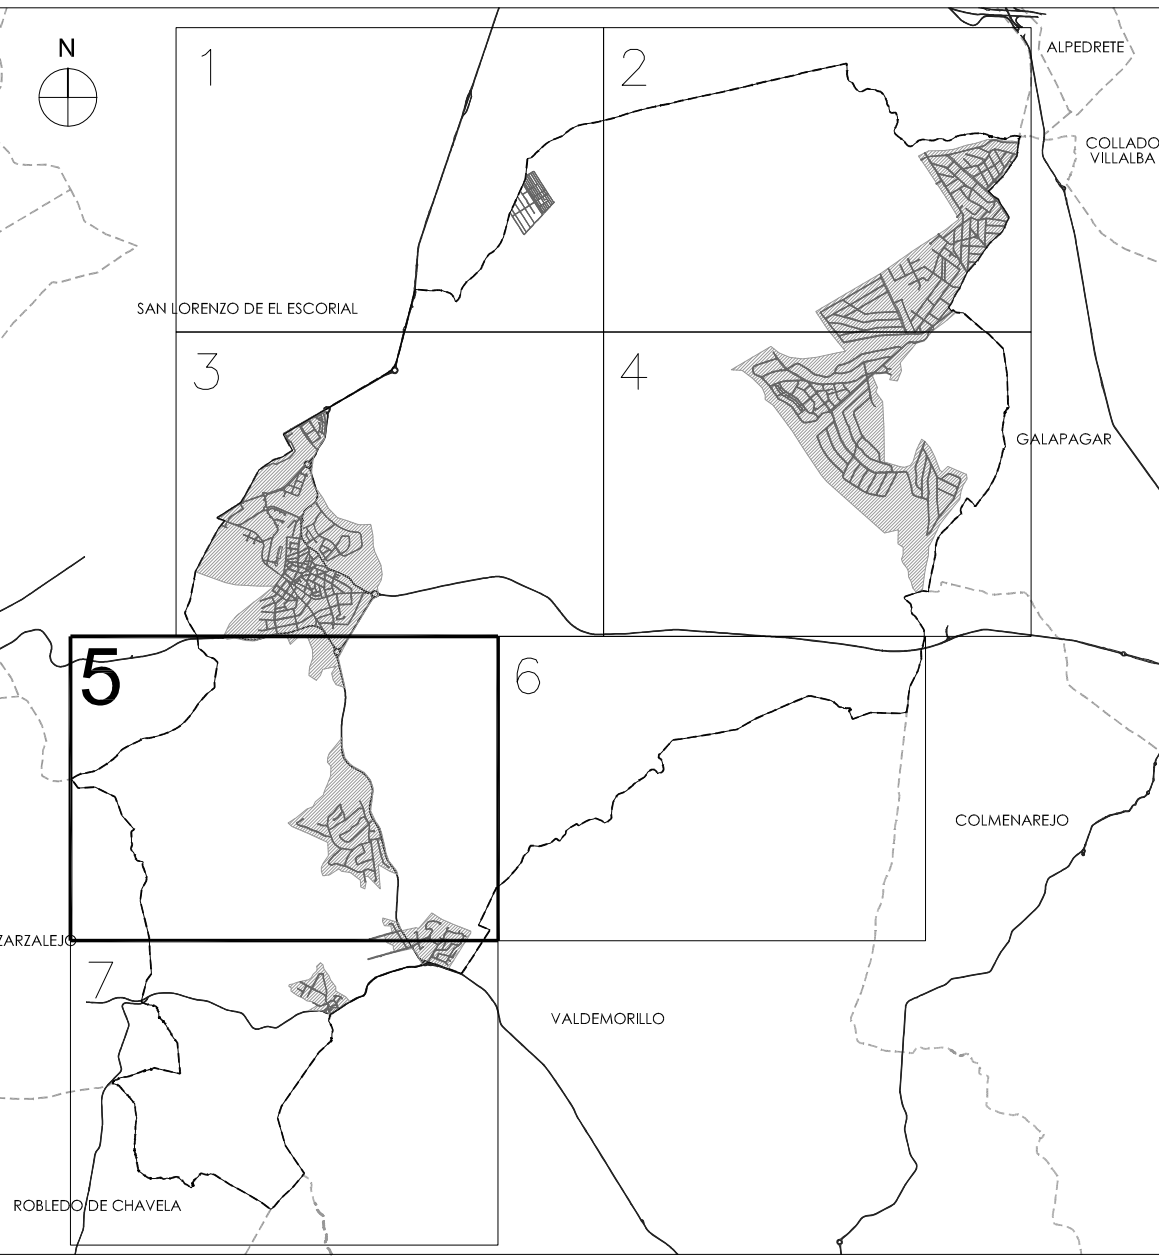 N
1
2
ALPEDRETE
COLLADO
VILLALBA
SAN LORENZO DE EL ESCORIAL
3
4
GALAPAGAR
5
6
COLMENAREJO
ZARZALEJO
7
VALDEMORILLO
ROBLEDO DE CHAVELA